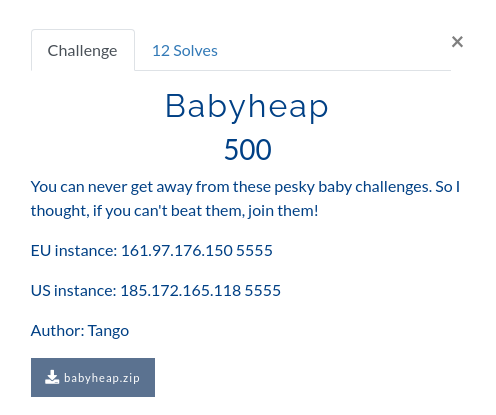 Challenge
12 Solves
×
Babyheap
500
You can never get away from these pesky baby challenges. So I
thought, if you can't beat them, join them!
EU instance: 161.97.176.150 5555
US instance: 185.172.165.118 5555
Author: Tango
babyheap.zip